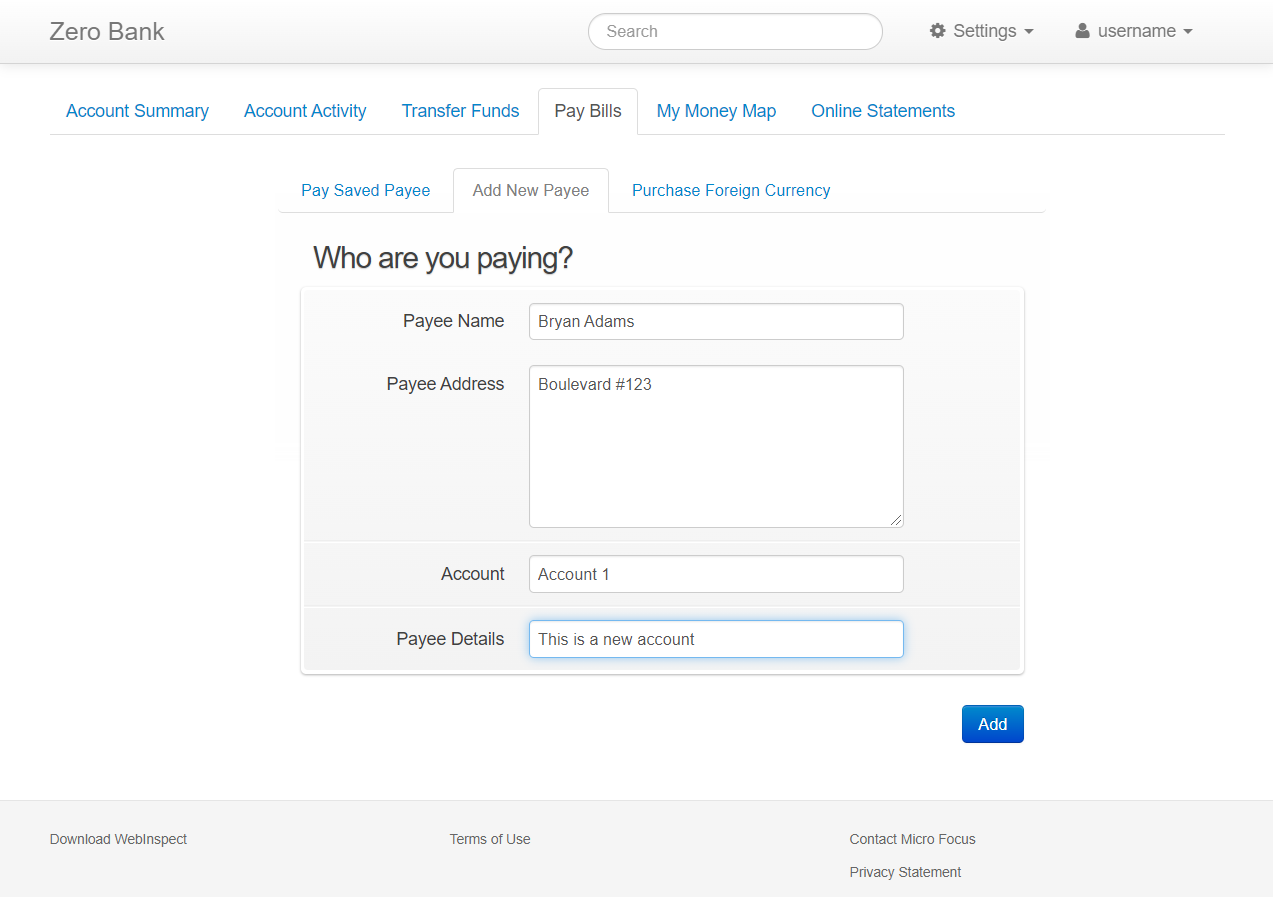 Zero Bank
Search
Settings
username
Account Summary
Account Activity
Transfer Funds
Pay Bills
My Money Map
Online Statements
Pay Saved Payee
Add New Payee
Purchase Foreign Currency
Who are you paying?
Payee Name
Bryan Adams
Payee Address
Boulevard #123
Account
Account 1
Payee Details
This is a new account
Add
Download WebInspect
Terms of Use
Contact Micro Focus
Privacy Statement